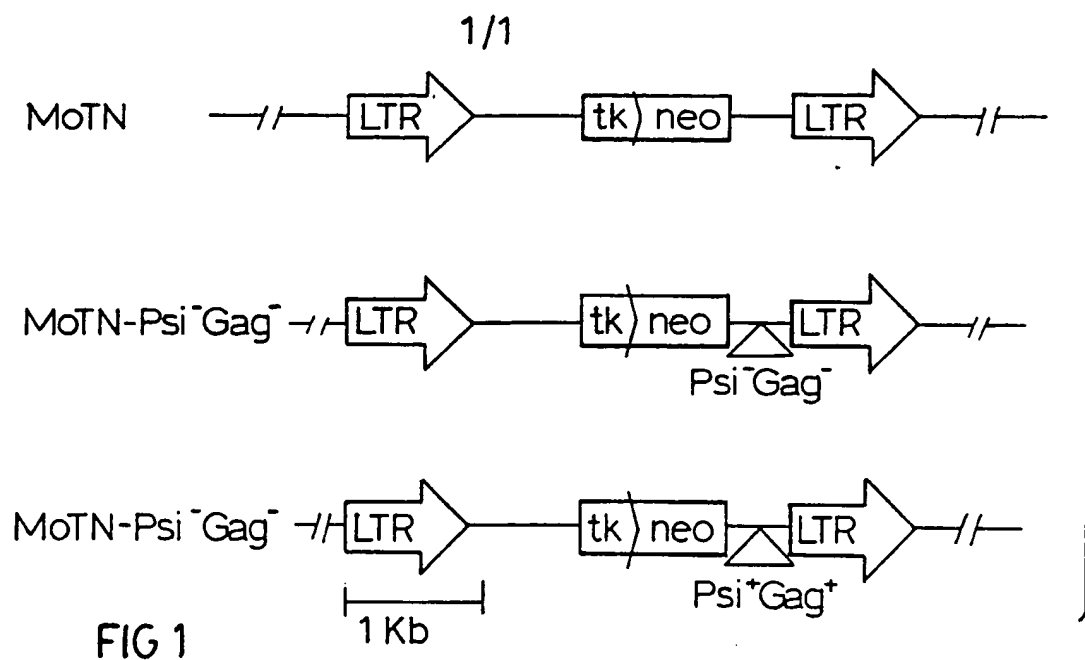 1/1
MoTN LTR tk neo LTR
MoTN-Psi⁻Gag⁻ LTR tk neo LTR
Psi⁻Gag⁻
MoTN-Psi⁻Gag⁻ LTR tk neo LTR
Psi⁺Gag⁺
1 Kb
FIG 1